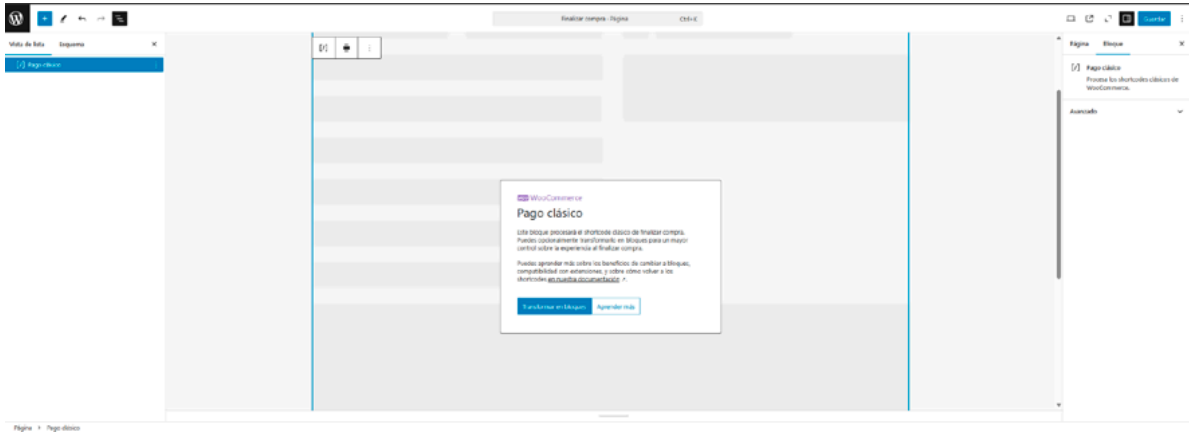 Finalizar compra · Página
Ctrl+K
Guardar
Vista de lista
Esquema
Página
Bloque
[/] Pago clásico
[/] Pago clásico
Procesa los shortcodes clásicos de
WooCommerce.
Avanzado
WooCommerce
Pago clásico
Este bloque procesará el shortcode clásico de finalizar compra.
Puedes opcionalmente transformarlo en bloques para un mayor
control sobre la experiencia al finalizar compra.
Puedes aprender más sobre los beneficios de cambiar a bloques,
compatibilidad con extensiones, y sobre cómo volver a los
shortcodes en nuestra documentación ↗.
Transformar en bloques
Aprender más
Página › Pago clásico